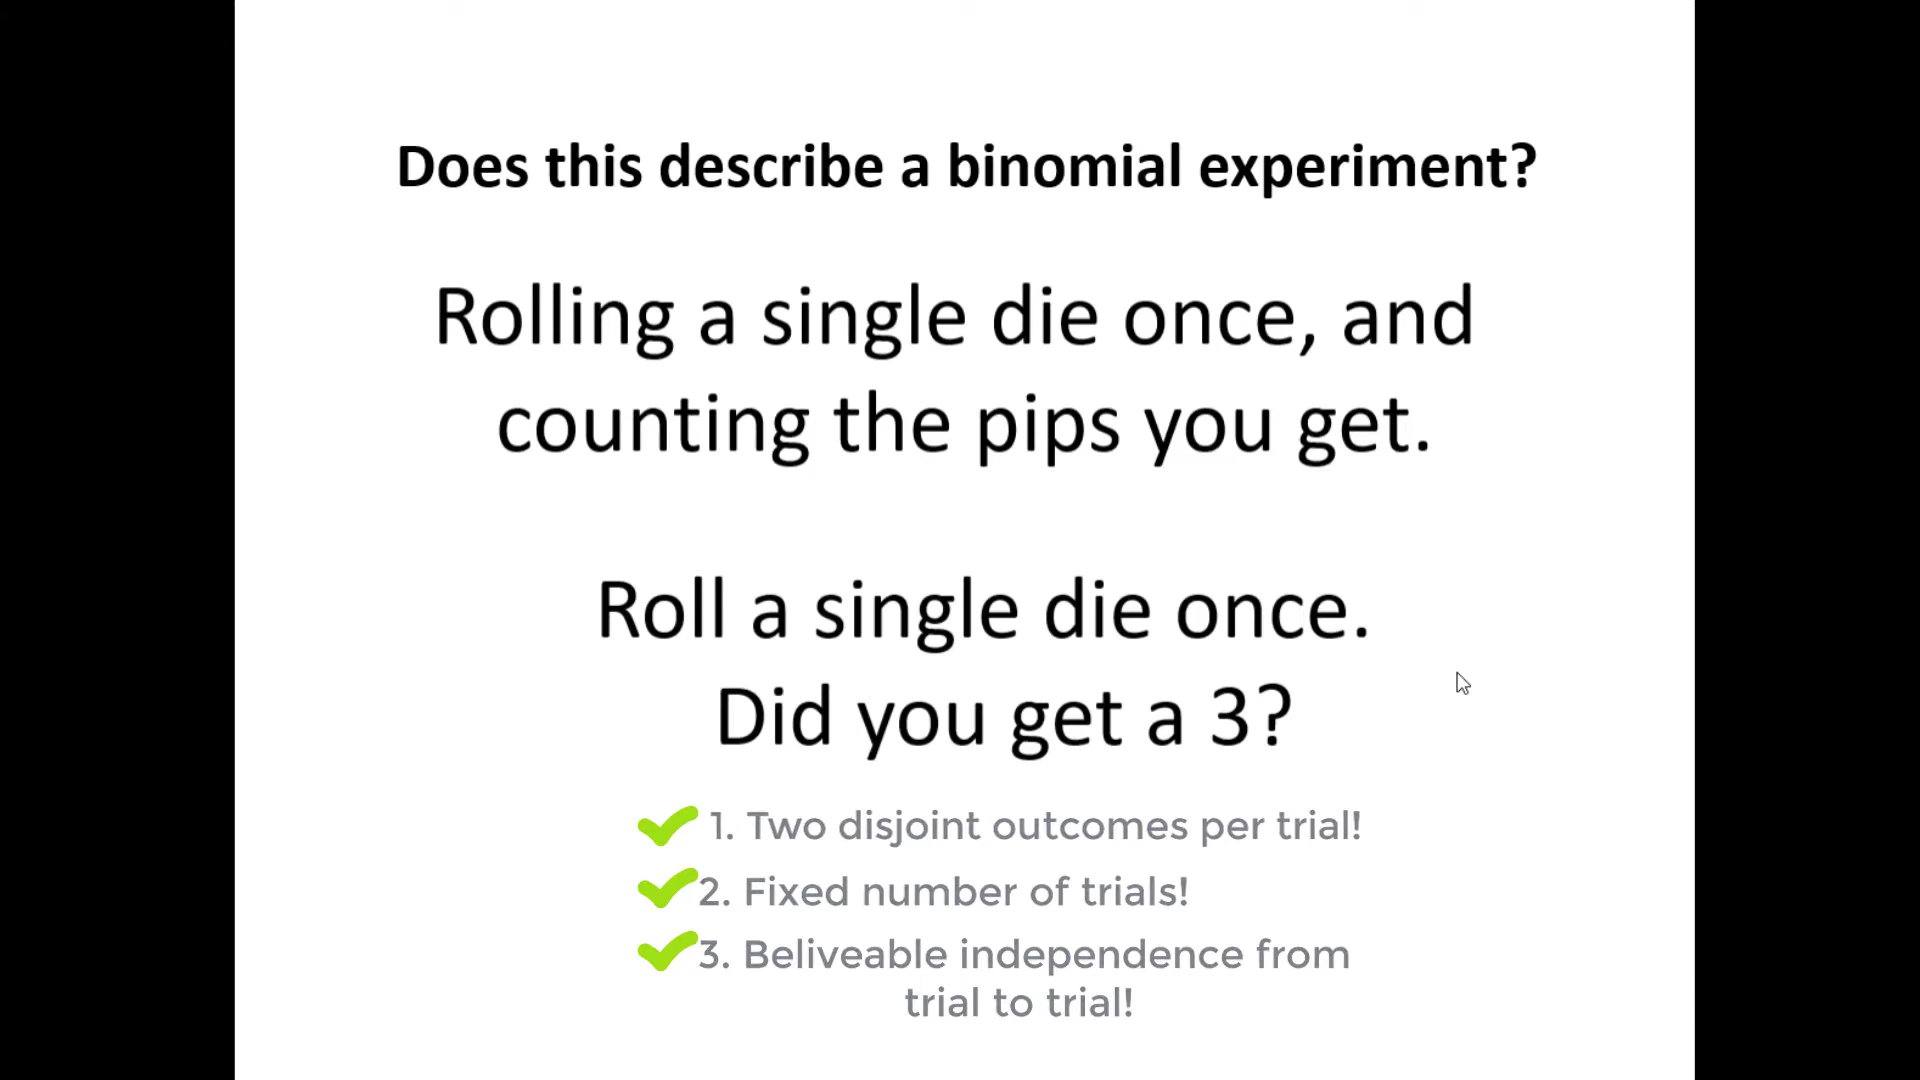 Does this describe a binomial experiment?
Rolling a single die once, and
counting the pips you get.
Roll a single die once.
Did you get a 3?
1. Two disjoint outcomes per trial!
2. Fixed number of trials!
3. Beliveable independence from
trial to trial!